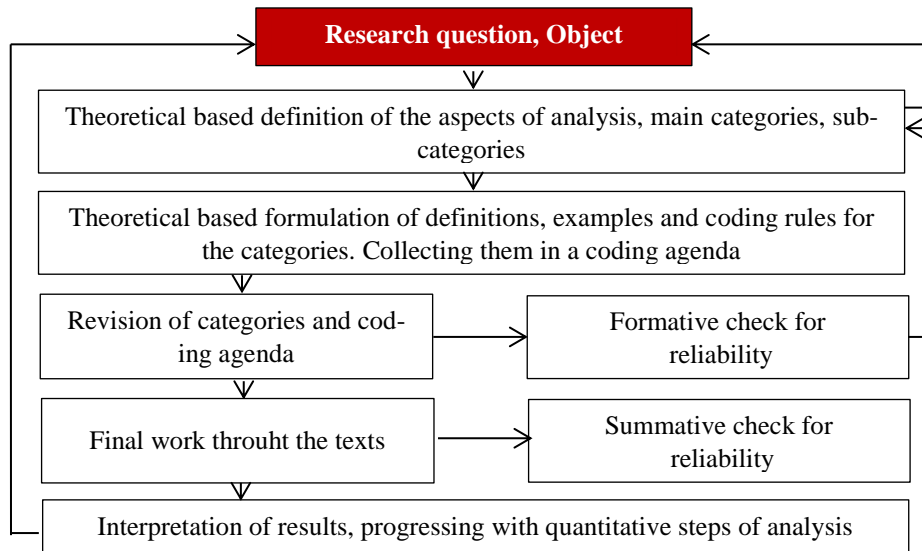 Research question, Object
Theoretical based definition of the aspects of analysis, main categories, sub-
categories
Theoretical based formulation of definitions, examples and coding rules for
the categories. Collecting them in a coding agenda
Revision of categories and cod-
ing agenda
Formative check for
reliability
Final work throuht the texts
Summative check for
reliability
Interpretation of results, progressing with quantitative steps of analysis